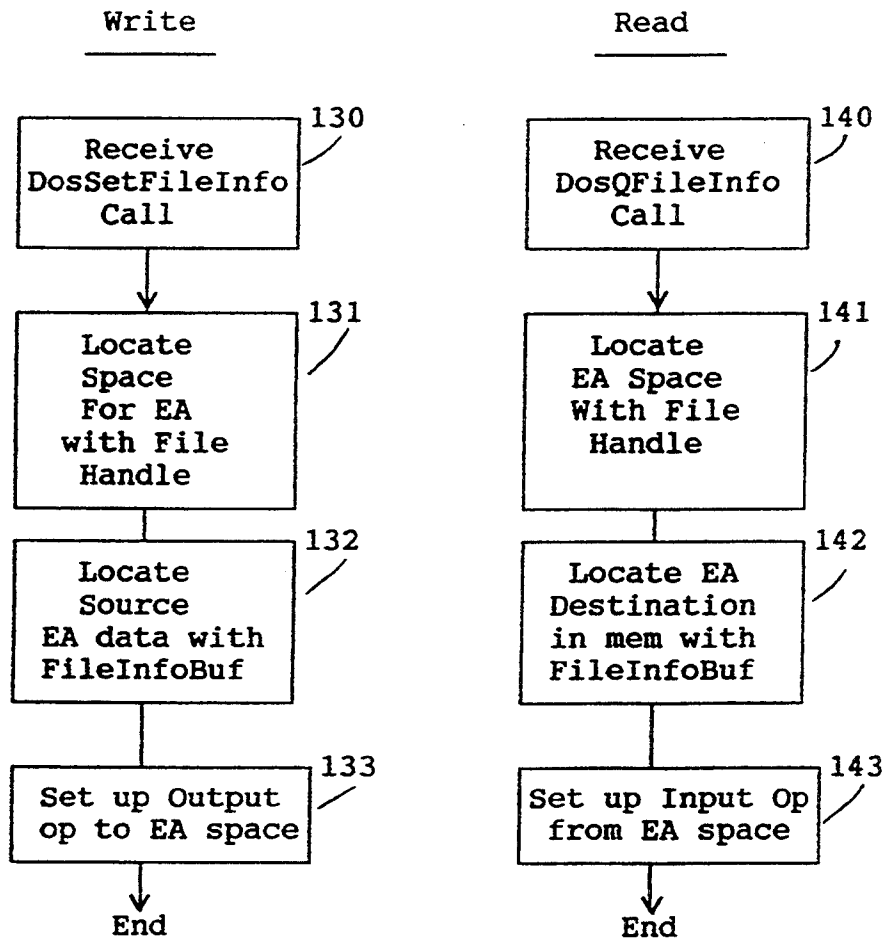 Write
130
Receive
DosSetFileInfo
Call
131
Locate
Space
For EA
with File
Handle
132
Locate
Source
EA data with
FileInfoBuf
133
Set up Output
op to EA space
End
Read
140
Receive
DosQFileInfo
Call
141
Locate
EA Space
With File
Handle
142
Locate EA
Destination
in mem with
FileInfoBuf
143
Set up Input Op
from EA space
End